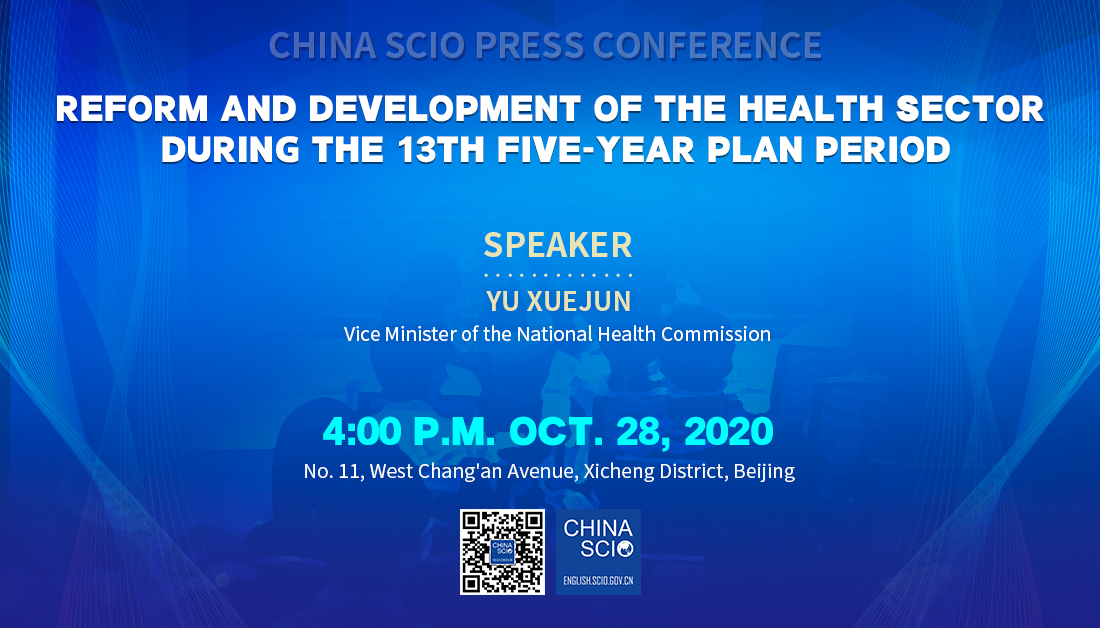 CHINA SCIO PRESS CONFERENCE
REFORM AND DEVELOPMENT OF THE HEALTH SECTOR
DURING THE 13TH FIVE-YEAR PLAN PERIOD
SPEAKER
YU XUEJUN
Vice Minister of the National Health Commission
4:00 P.M. OCT. 28, 2020
No. 11, West Chang'an Avenue, Xicheng District, Beijing
CHINA
SCIO
CHINA
SCIO
ENGLISH.SCIO.GOV.CN